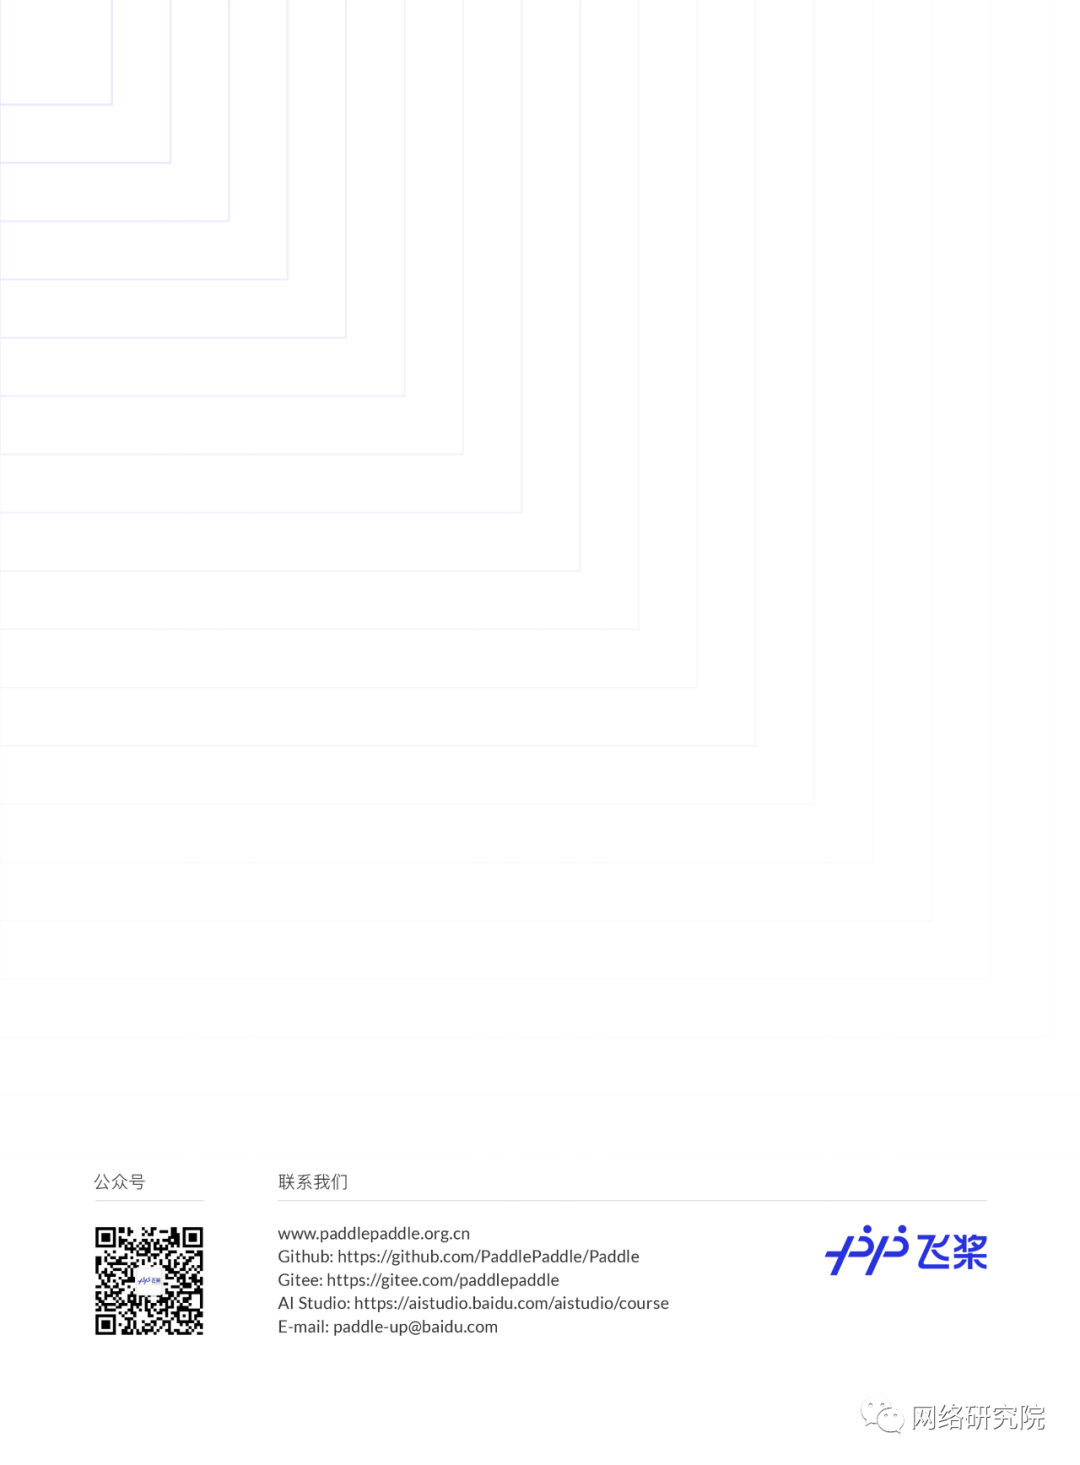 公众号
联系我们
www.paddlepaddle.org.cn
Github: https://github.com/PaddlePaddle/Paddle
Gitee: https://gitee.com/paddlepaddle
AI Studio: https://aistudio.baidu.com/aistudio/course
E-mail: paddle-up@baidu.com
飞桨
飞桨
网络研究院